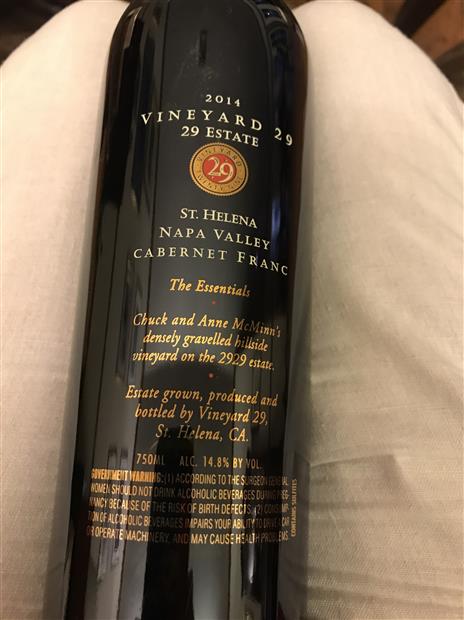 2014
VINEYARD 29
29 ESTATE
VINEYARD
29
TWENTY NINE
ST. HELENA
NAPA VALLEY
CABERNET FRANC
The Essentials
Chuck and Anne McMinn's
densely gravelled hillside
vineyard on the 2929 estate.
Estate grown, produced and
bottled by Vineyard 29,
St. Helena, CA.
750ML ALC. 14.8% BY VOL.
GOVERNMENT WARNING: (1) ACCORDING TO THE SURGEON GENERAL
WOMEN SHOULD NOT DRINK ALCOHOLIC BEVERAGES DURING PREG-
NANCY BECAUSE OF THE RISK OF BIRTH DEFECTS. (2) CONSUMP-
TION OF ALCOHOLIC BEVERAGES IMPAIRS YOUR ABILITY TO DRIVE A CAR
OR OPERATE MACHINERY, AND MAY CAUSE HEALTH PROBLEMS
CONTAINS SULFITES